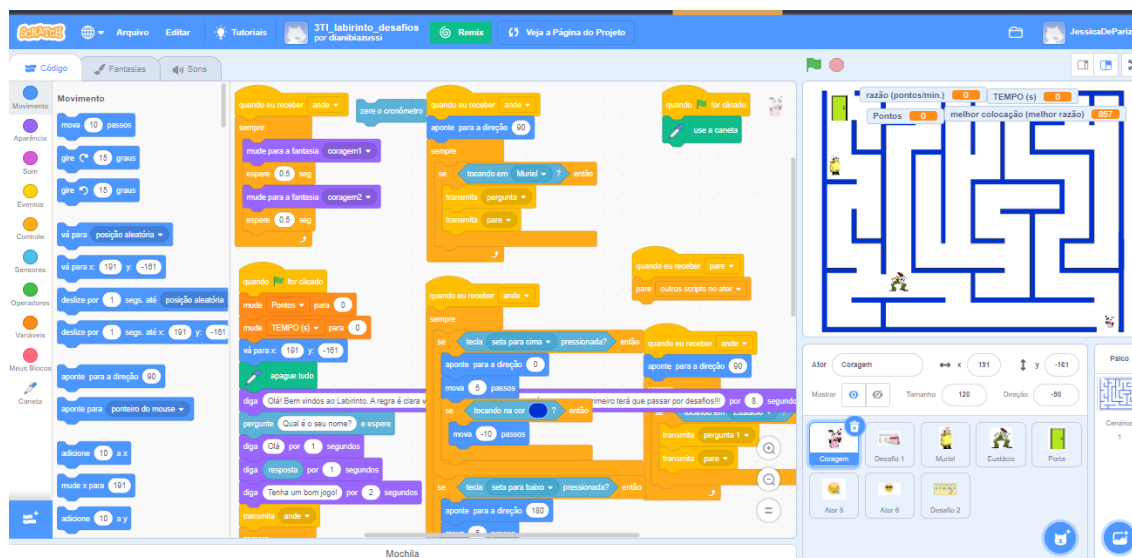 SCRATCH
Arquivo
Editar
Tutoriais
3TI_labirinto_desafios
por dianibiazussi
Remix
Veja a Página do Projeto
JessicaDePariz
Código
Fantasias
Sons
Movimento
Aparência
Som
Eventos
Controle
Sensores
Operadores
Variáveis
Meus Blocos
Caneta
Movimento
mova 10 passos
gire 15 graus
gire 15 graus
vá para posição aleatória
vá para x: 191 y: -161
deslize por 1 segs. até posição aleatória
deslize por 1 segs. até x: 191 y: -161
aponte para a direção 90
aponte para ponteiro do mouse
adicione 10 a x
mude x para 191
adicione 10 a y
quando eu receber ande
sempre
mude para a fantasia coragem1
espere 0.5 seg
mude para a fantasia coragem2
espere 0.5 seg
zere o cronômetro
quando eu receber ande
aponte para a direção 90
sempre
se tocando em Muriel ? então
transmita pergunta
transmita pare
quando for clicado
use a caneta
quando eu receber pare
pare outros scripts no ator
quando for clicado
mude Pontos para 0
mude TEMPO (s) para 0
vá para x: 191 y: -161
apague tudo
diga Olá! Bem vindos ao Labirinto. A regra é clara v
rimeiro terá que passar por desafios!!! por 8 segundo
pergunte Qual é o seu nome? e espere
diga Olá por 1 segundos
diga resposta por 1 segundos
diga Tenha um bom jogo! por 2 segundos
transmita ande
quando eu receber ande
sempre
se tecla seta para cima pressionada? então
aponte para a direção 0
mova 5 passos
se tocando na cor ? então
mova -10 passos
se tecla seta para baixo pressionada? então
aponte para a direção 180
quando eu receber ande
aponte para a direção 90
transmita pergunta 1
transmita pare
Mochila
razão (pontos/min.) 0
TEMPO (s) 0
Pontos 0
melhor colocação (melhor razão) 857
Ator Coragem
x 191
y -161
Mostrar
Tamanho 120
Direção -90
Palco
Cenários
1
Coragem
Desafio 1
Muriel
Eustácio
Porta
Ator 5
Ator 6
Desafio 2